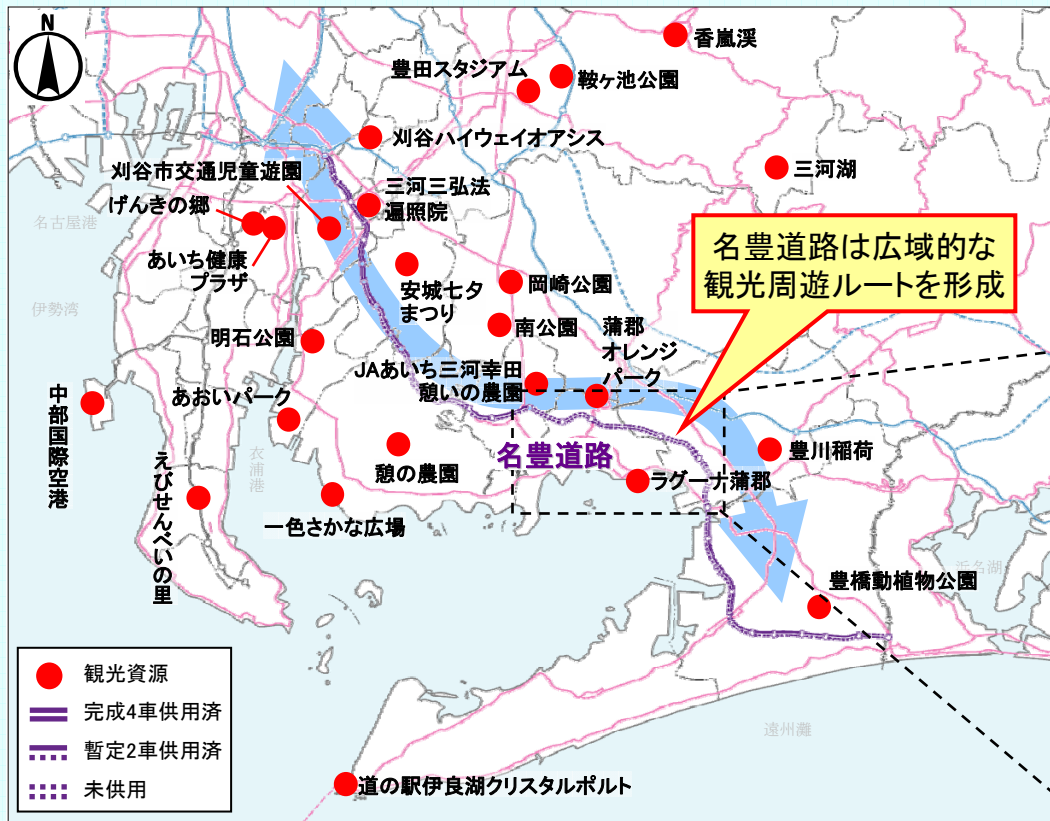 N
香嵐渓
豊田スタジアム
鞍ヶ池公園
刈谷ハイウェイオアシス
刈谷市交通児童遊園
三河湖
げんきの郷
三河三弘法
遍照院
名古屋港
あいち健康
プラザ
名豊道路は広域的な
観光周遊ルートを形成
安城七夕
まつり
岡崎公園
伊勢湾
明石公園
南公園
蒲郡
オレンジ
パーク
JAあいち三河幸田
憩いの農園
あおいパーク
中部国際空港
衣浦港
憩の農園
名豊道路
豊川稲荷
えびせんべいの里
ラグーナ蒲郡
一色さかな広場
浜名湖
豊橋動植物公園
観光資源
完成4車供用済
暫定2車供用済
未供用
遠州灘
道の駅伊良湖クリスタルポルト